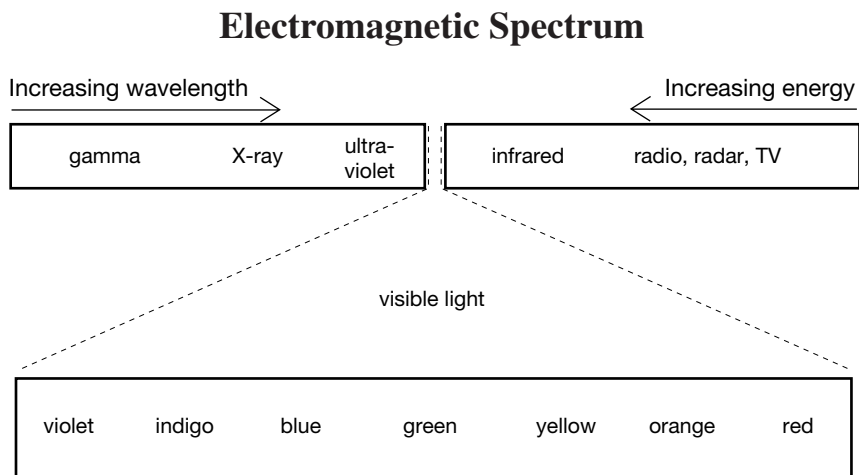 Electromagnetic Spectrum
Increasing wavelength
Increasing energy
gamma
X-ray
ultra-
violet
infrared
radio, radar, TV
visible light
violet
indigo
blue
green
yellow
orange
red